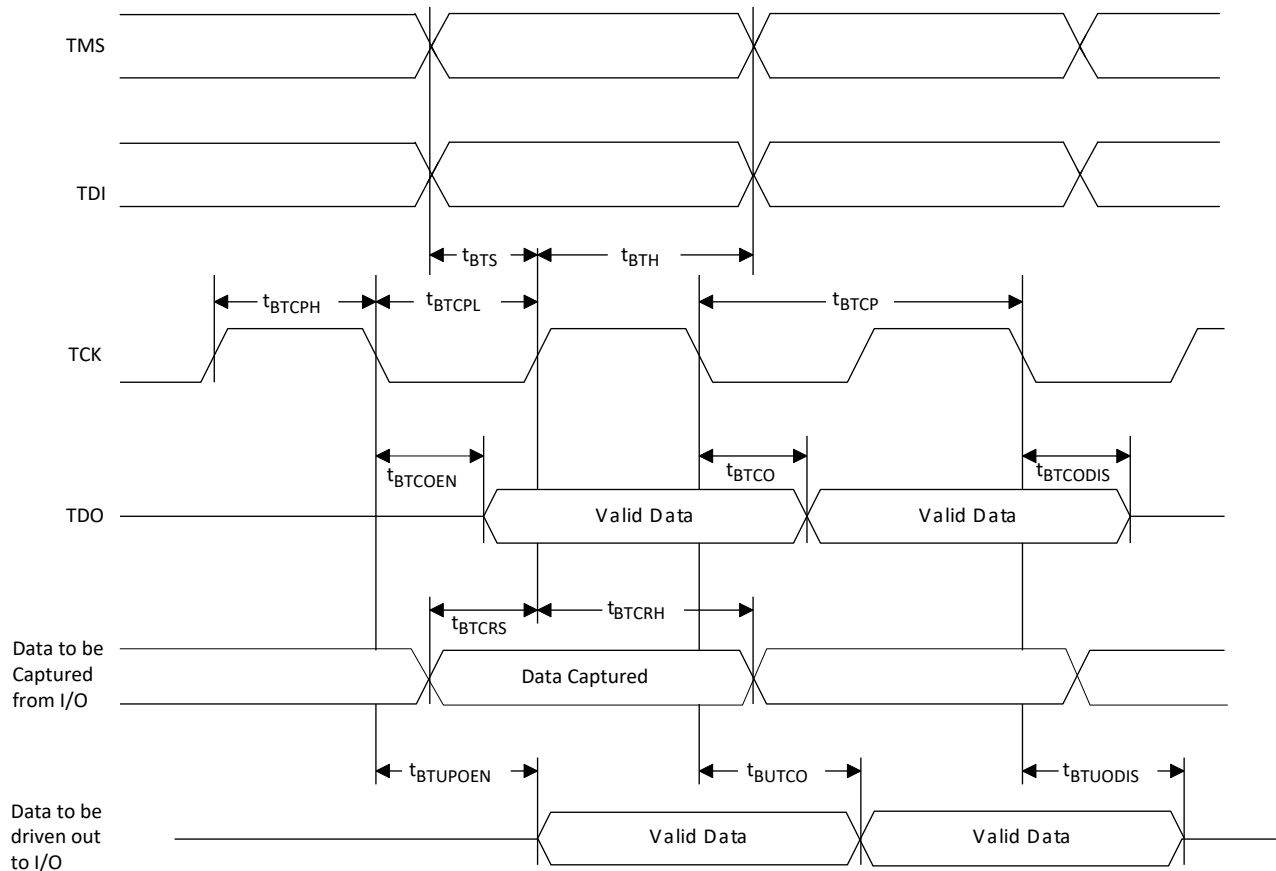 TMS
TDI
tBTS
tBTH
tBTCPH
tBTCPL
tBTCP
TCK
tBTCOEN
tBTCO
tBTCODIS
TDO
Valid Data
Valid Data
tBTCRS
tBTCRH
Data to be
Captured
from I/O
Data Captured
tBTUPOEN
tBUTCO
tBTUODIS
Data to be
driven out
to I/O
Valid Data
Valid Data